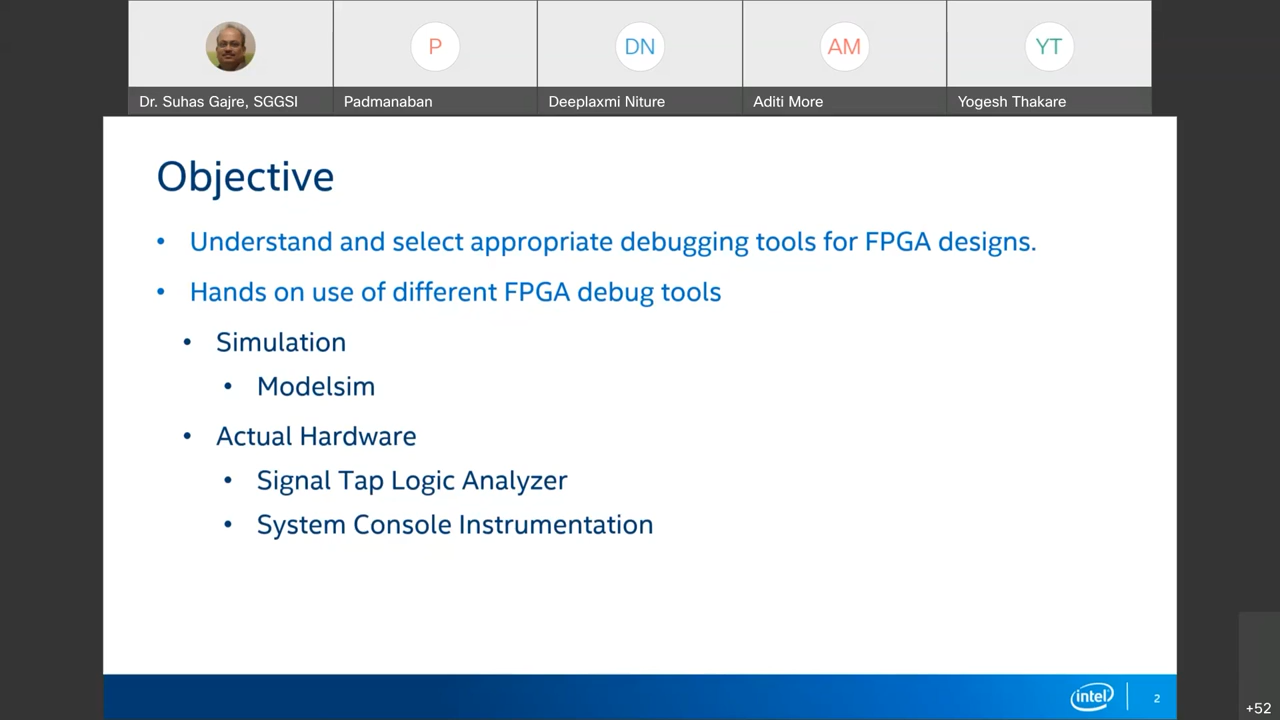 P
DN
AM
YT
Dr. Suhas Gajre, SGGSI
Padmanaban
Deeplaxmi Niture
Aditi More
Yogesh Thakare
Objective
• Understand and select appropriate debugging tools for FPGA designs.
• Hands on use of different FPGA debug tools
• Simulation
• Modelsim
• Actual Hardware
• Signal Tap Logic Analyzer
• System Console Instrumentation
intel
2
+52